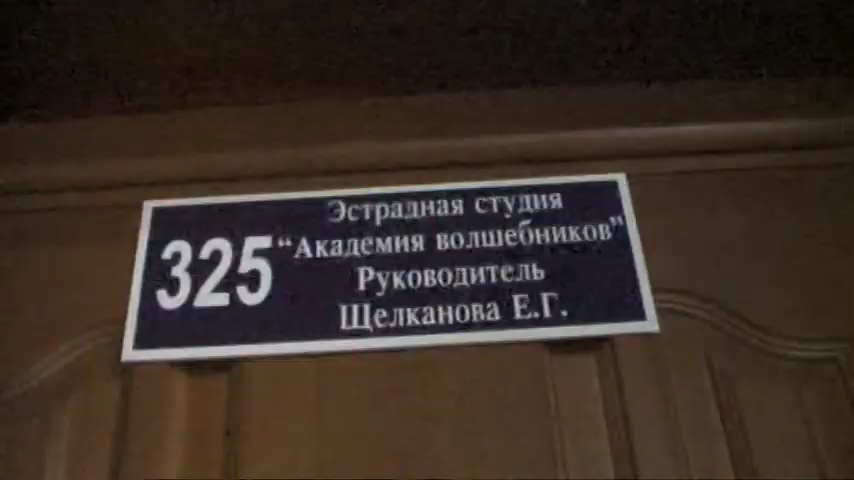 325
Эстрадная студия
“Академия волшебников”
Руководитель
Щелканова Е.Г.